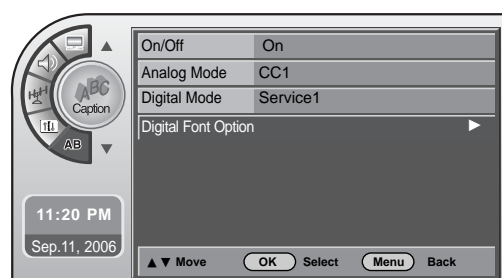 On/Off On
Analog Mode CC1
Digital Mode Service1
Digital Font Option ▶
ABC
Caption
AB
11:20 PM
Sep.11, 2006
▲▼ Move OK Select Menu Back